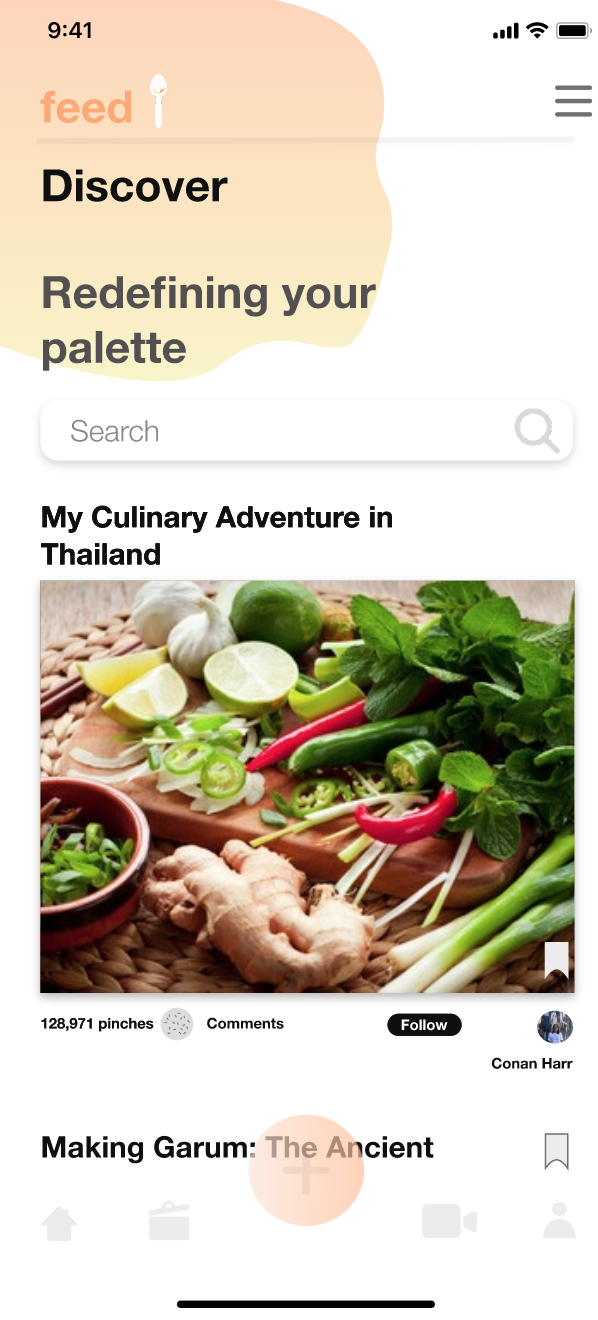 9:41
feed
Discover
Redefining your
palette
Search
My Culinary Adventure in
Thailand
128,971 pinches Comments Follow
Conan Harr
Making Garum: The Ancient